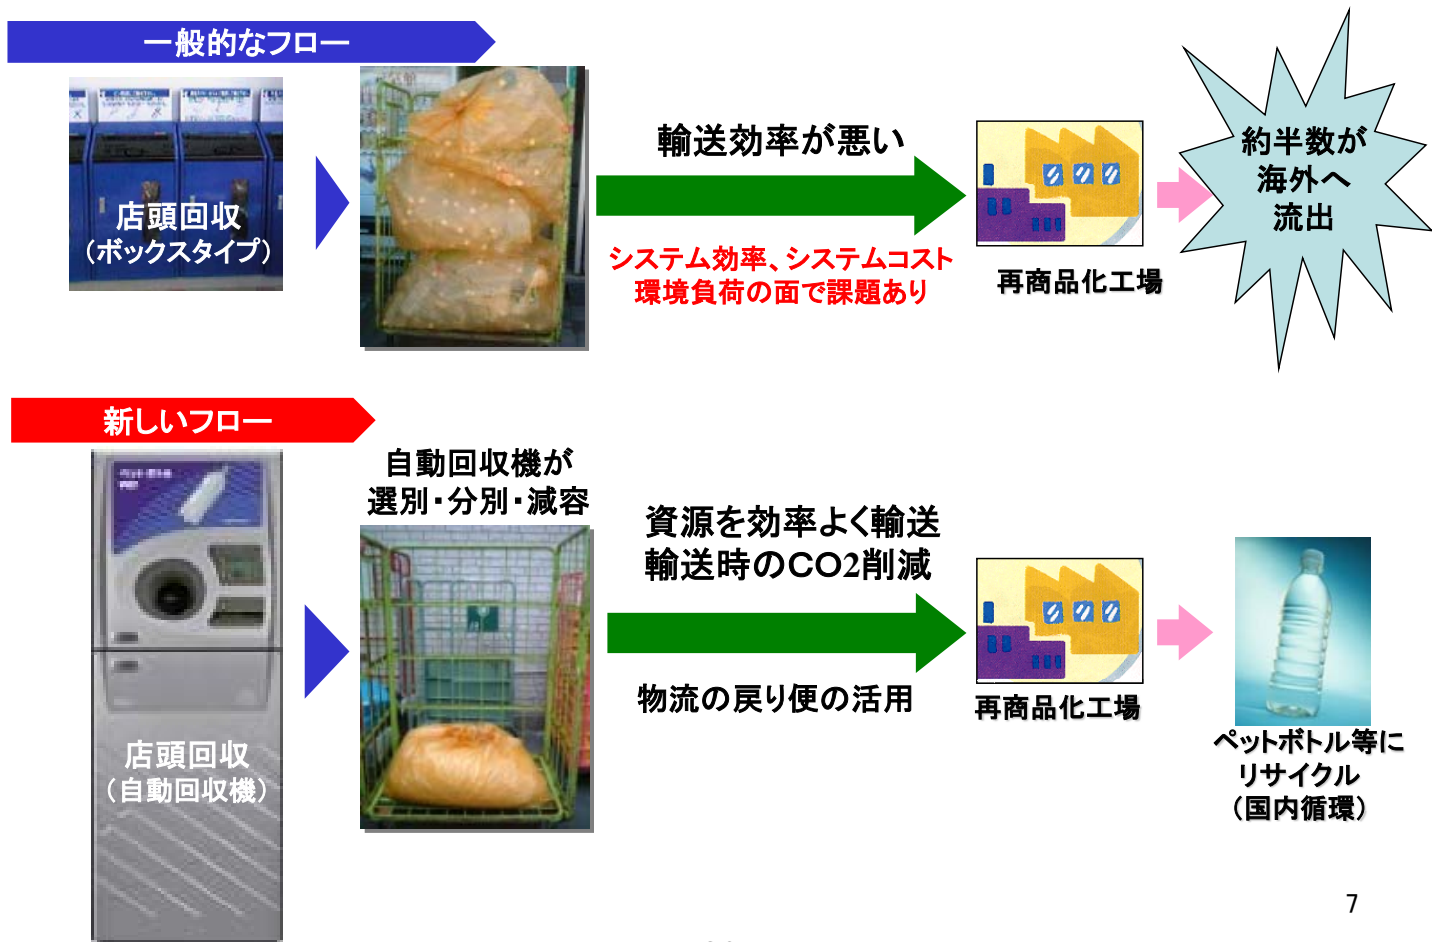 一般的なフロー
店頭回収
（ボックスタイプ）
輸送効率が悪い
システム効率、システムコスト
環境負荷の面で課題あり
再商品化工場
約半数が
海外へ
流出
新しいフロー
自動回収機が
選別・分別・減容
店頭回収
（自動回収機）
資源を効率よく輸送
輸送時のCO2削減
物流の戻り便の活用
再商品化工場
ペットボトル等に
リサイクル
（国内循環）
7